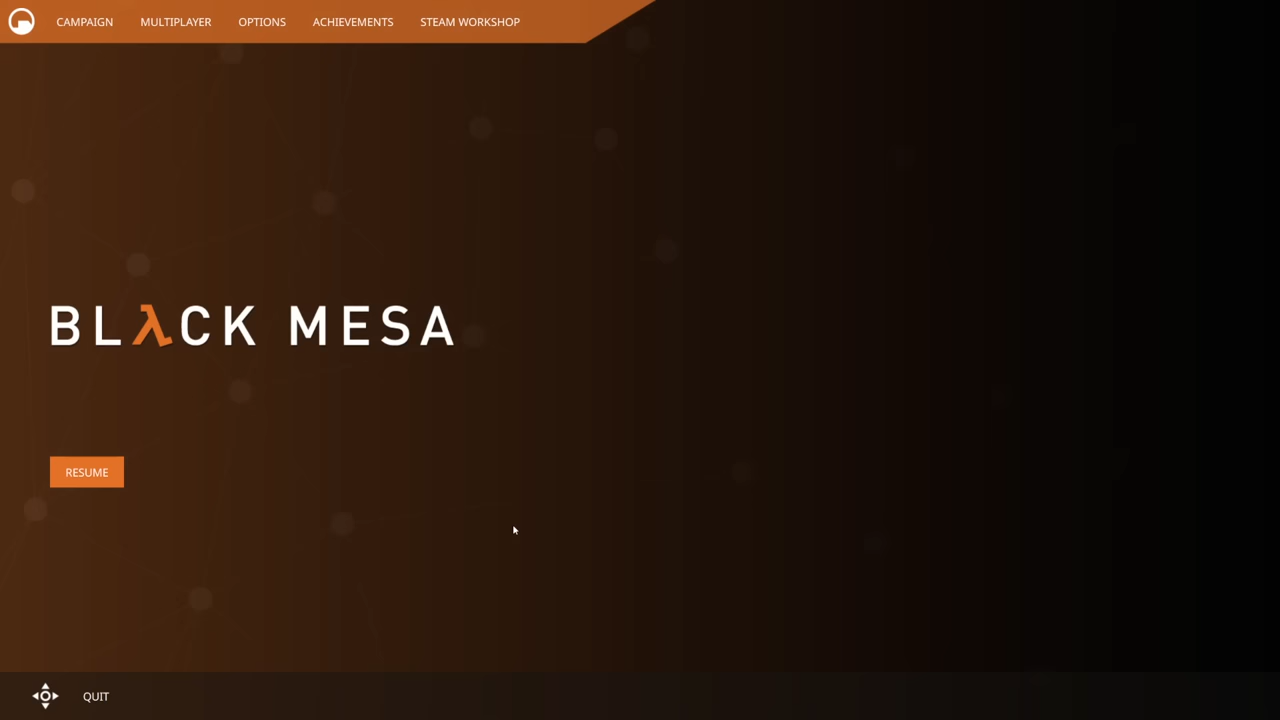 CAMPAIGN MULTIPLAYER OPTIONS ACHIEVEMENTS STEAM WORKSHOP
BLλCK MESA
RESUME
QUIT